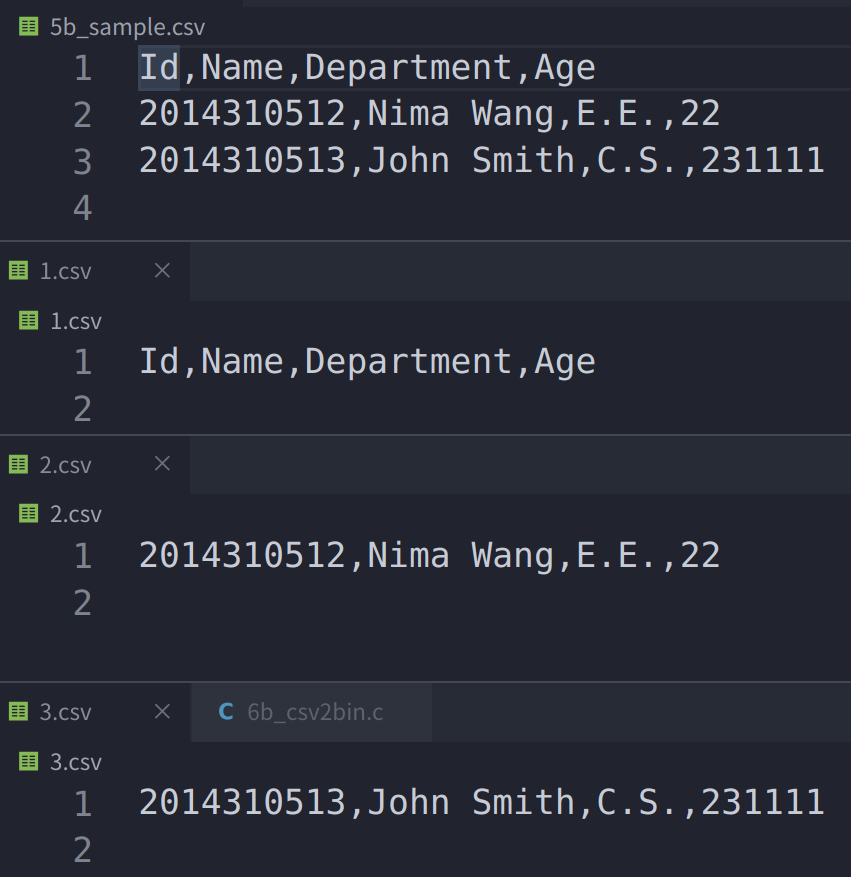 5b_sample.csv
1 Id,Name,Department,Age
2 2014310512,Nima Wang,E.E.,22
3 2014310513,John Smith,C.S.,231111
4
1.csv ×
1.csv
1 Id,Name,Department,Age
2
2.csv ×
2.csv
1 2014310512,Nima Wang,E.E.,22
2
3.csv × C 6b_csv2bin.c
3.csv
1 2014310513,John Smith,C.S.,231111
2